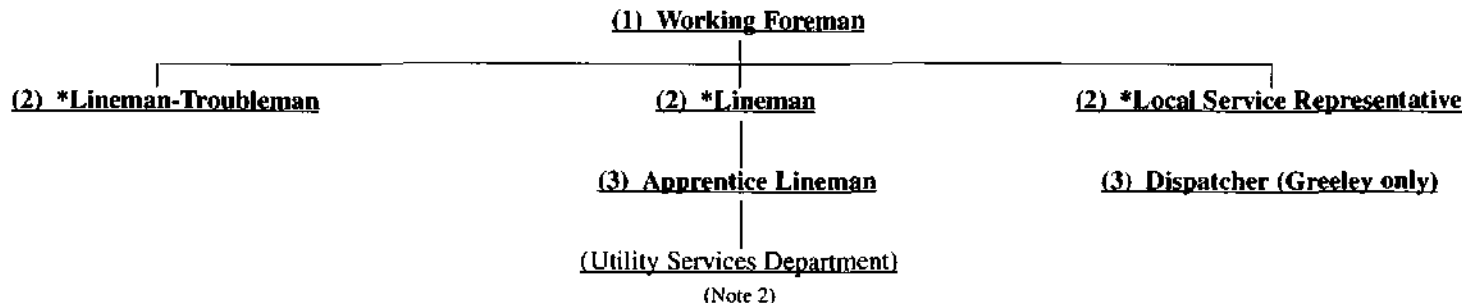 (1) Working Foreman
(2) *Lineman-Troubleman (2) *Lineman (2) *Local Service Representative
(3) Apprentice Lineman (3) Dispatcher (Greeley only)
(Utility Services Department)
(Note 2)